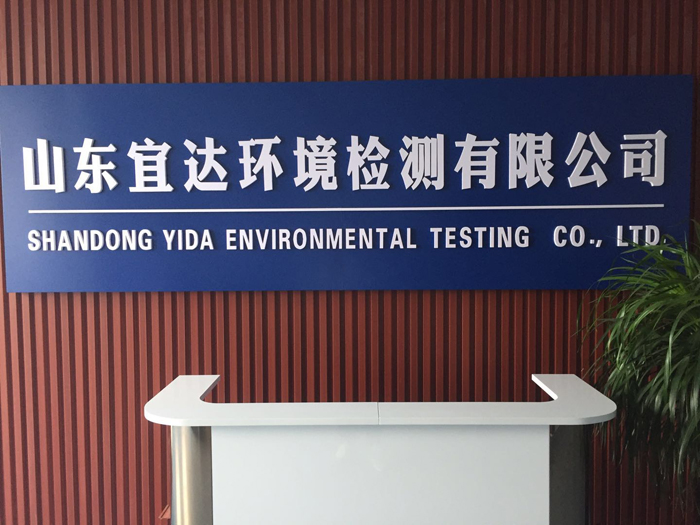 山东宜达环境检测有限公司
SHANDONG YIDA ENVIRONMENTAL TESTING CO., LTD.